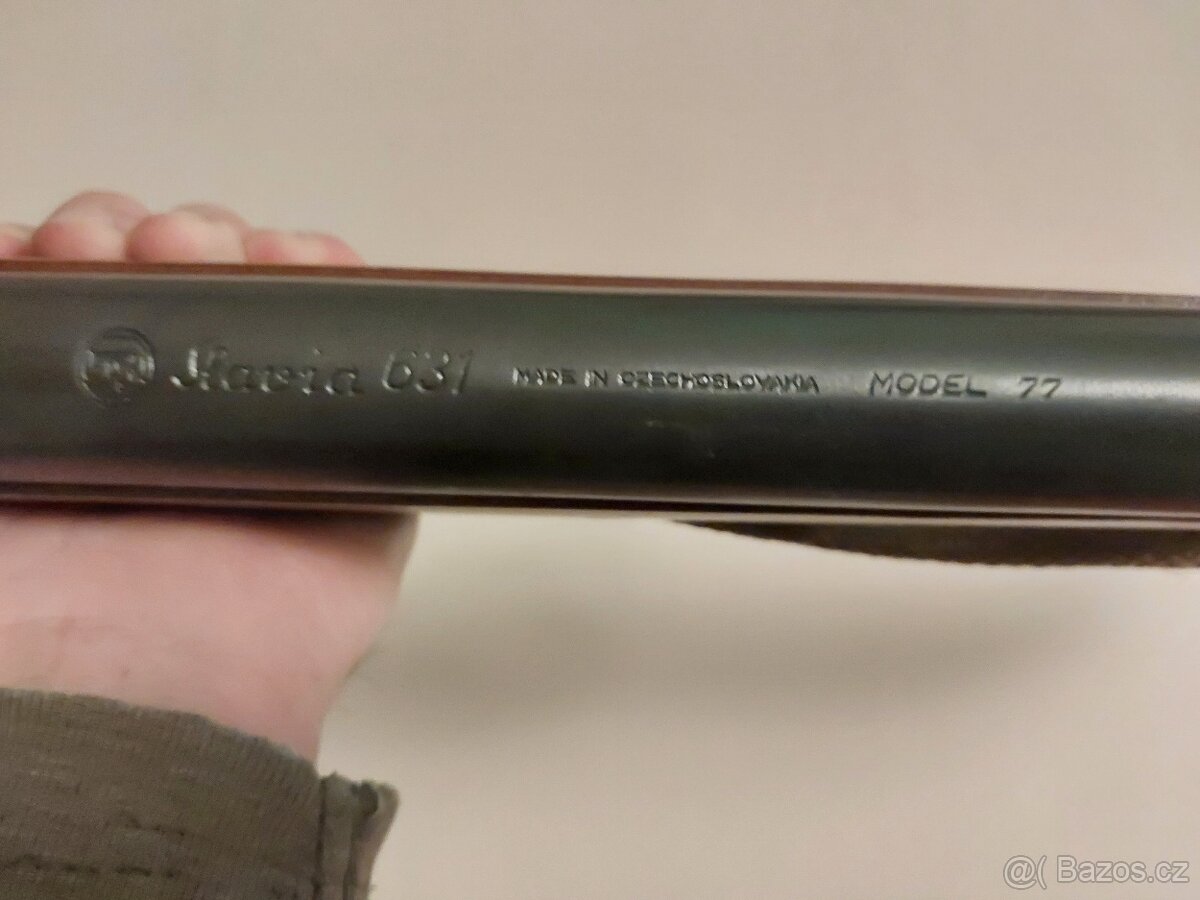 Slavia 631 MADE IN CZECHOSLOVAKIA MODEL 77
@( Bazos.cz